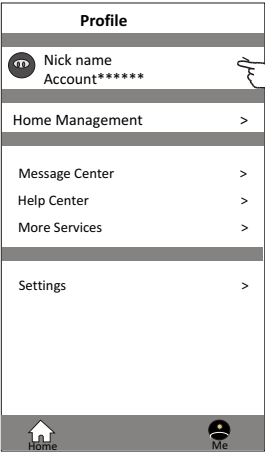 Profile
Nick name
Account******
Home Management >
Message Center >
Help Center >
More Services >
Settings >
Home Me